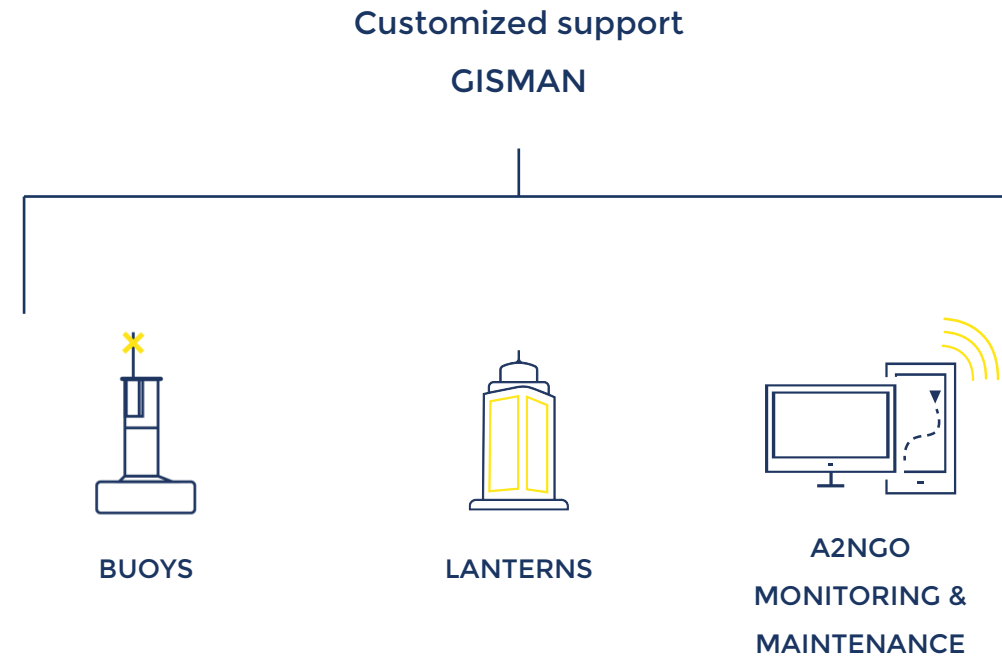 Customized support
GISMAN
BUOYS
LANTERNS
A2NGO
MONITORING &
MAINTENANCE